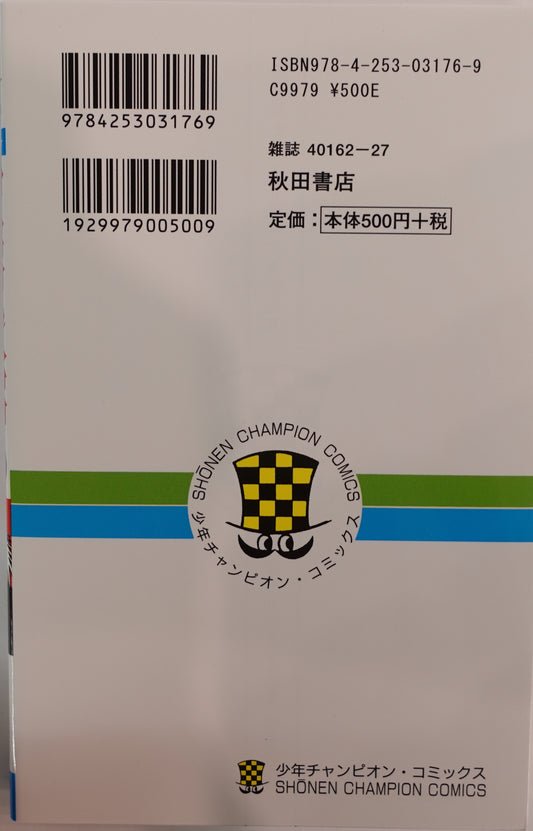 ISBN978-4-253-03176-9
C9979 ¥500E
9784253031769
雑誌 40162-27
1929979005009
秋田書店
定価:本体500円+税
SHŌNEN CHAMPION COMICS
少年チャンピオン・コミックス
少年チャンピオン・コミックス
SHŌNEN CHAMPION COMICS